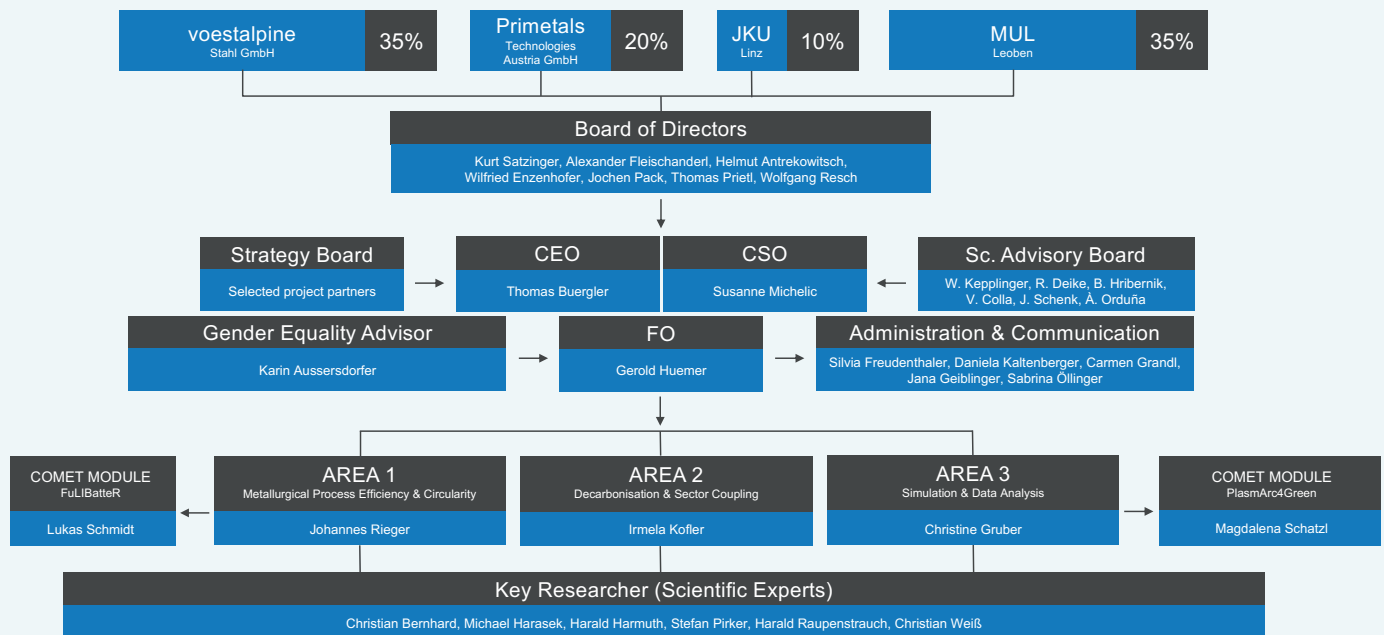 voestalpine
Stahl GmbH
35%
Primetals
Technologies
Austria GmbH
20%
JKU
Linz
10%
MUL
Leoben
35%
Board of Directors
Kurt Satzinger, Alexander Fleischanderl, Helmut Antrekowitsch,
Wilfried Enzenhofer, Jochen Pack, Thomas Prietl, Wolfgang Resch
Strategy Board
Selected project partners
CEO
Thomas Buergler
CSO
Susanne Michelic
Sc. Advisory Board
W. Kepplinger, R. Deike, B. Hribernik,
V. Colla, J. Schenk, À. Orduña
Gender Equality Advisor
Karin Aussersdorfer
FO
Gerold Huemer
Administration & Communication
Silvia Freudenthaler, Daniela Kaltenberger, Carmen Grandl,
Jana Geiblinger, Sabrina Öllinger
COMET MODULE
FuLIBatteR
Lukas Schmidt
AREA 1
Metallurgical Process Efficiency & Circularity
Johannes Rieger
AREA 2
Decarbonisation & Sector Coupling
Irmela Kofler
AREA 3
Simulation & Data Analysis
Christine Gruber
COMET MODULE
PlasmArc4Green
Magdalena Schatzl
Key Researcher (Scientific Experts)
Christian Bernhard, Michael Harasek, Harald Harmuth, Stefan Pirker, Harald Raupenstrauch, Christian Weiß